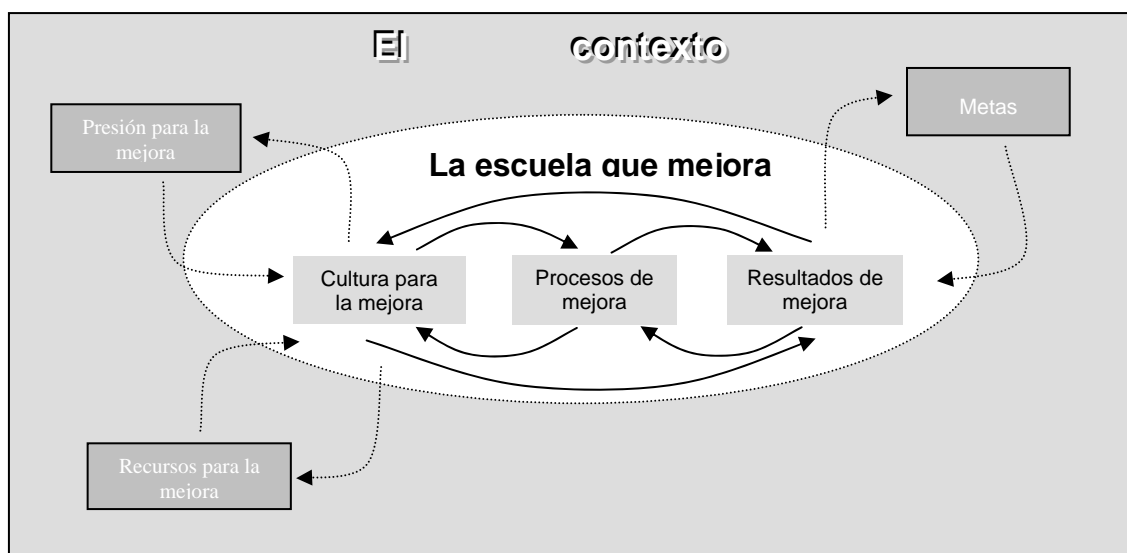 El contexto
Presión para la
mejora
Metas
La escuela que mejora
Cultura para
la mejora
Procesos de
mejora
Resultados de
mejora
Recursos para la
mejora